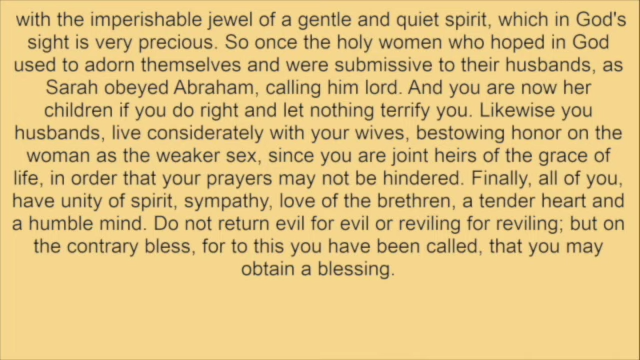 with the imperishable jewel of a gentle and quiet spirit, which in God's
sight is very precious. So once the holy women who hoped in God
used to adorn themselves and were submissive to their husbands, as
Sarah obeyed Abraham, calling him lord. And you are now her
children if you do right and let nothing terrify you. Likewise you
husbands, live considerately with your wives, bestowing honor on the
woman as the weaker sex, since you are joint heirs of the grace of
life, in order that your prayers may not be hindered. Finally, all of you,
have unity of spirit, sympathy, love of the brethren, a tender heart and
a humble mind. Do not return evil for evil or reviling for reviling; but on
the contrary bless, for to this you have been called, that you may
obtain a blessing.